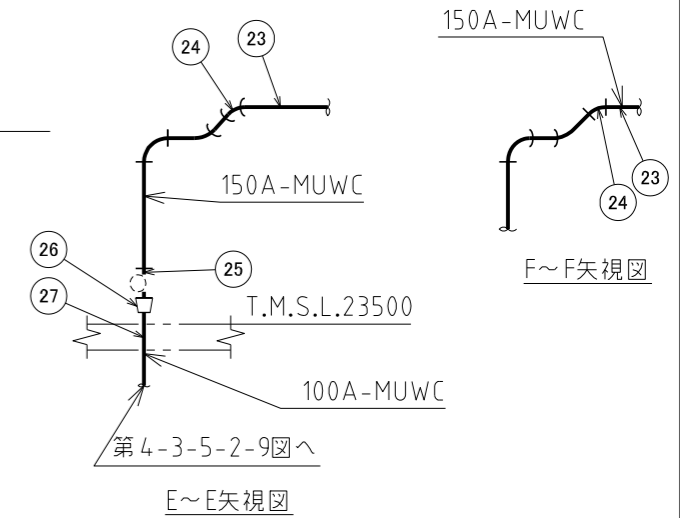 150A-MUWC
24
23
150A-MUWC
23
24
F～F矢視図
26
25
27
T.M.S.L.23500
100A-MUWC
第4-3-5-2-9図へ
E～E矢視図